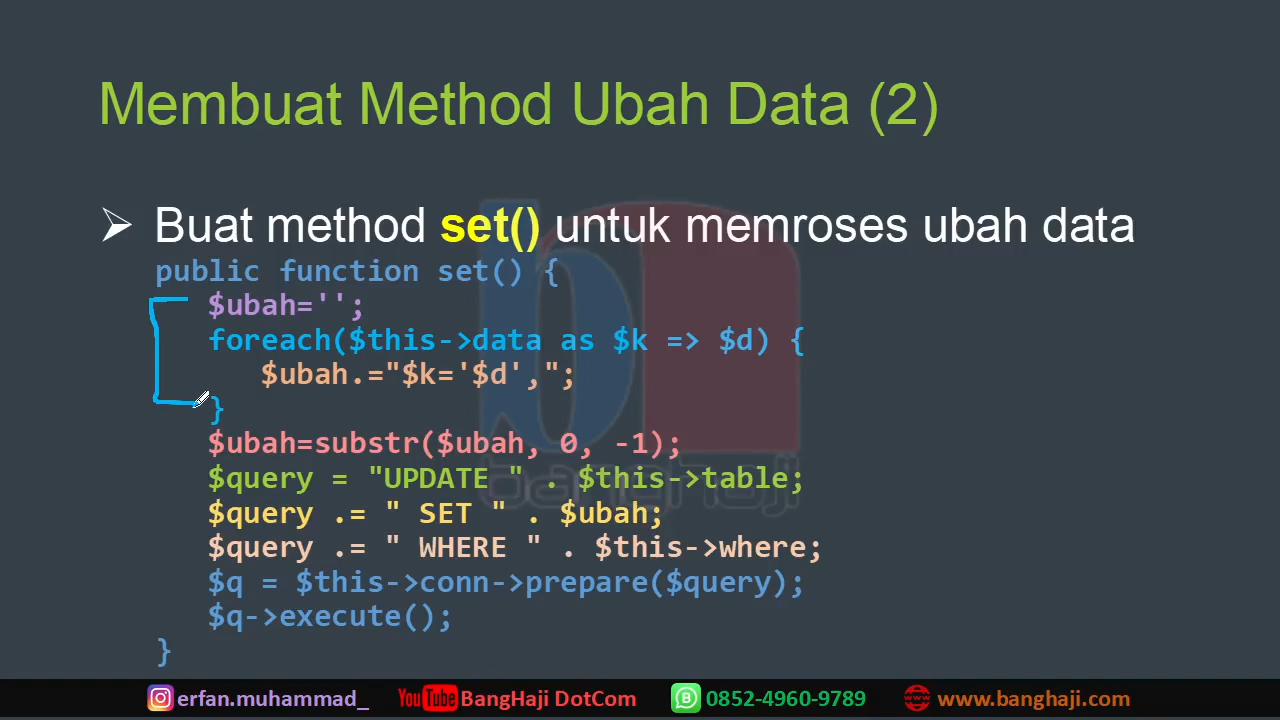 Membuat Method Ubah Data (2)
➢ Buat method set() untuk memroses ubah data
public function set() {
$ubah='';
foreach($this->data as $k => $d) {
$ubah.="$k='$d',";
}
$ubah=substr($ubah, 0, -1);
$query = "UPDATE " . $this->table;
$query .= " SET " . $ubah;
$query .= " WHERE " . $this->where;
$q = $this->conn->prepare($query);
$q->execute();
}
banghaji
erfan.muhammad_ YouTube BangHaji DotCom 0852-4960-9789 www.banghaji.com